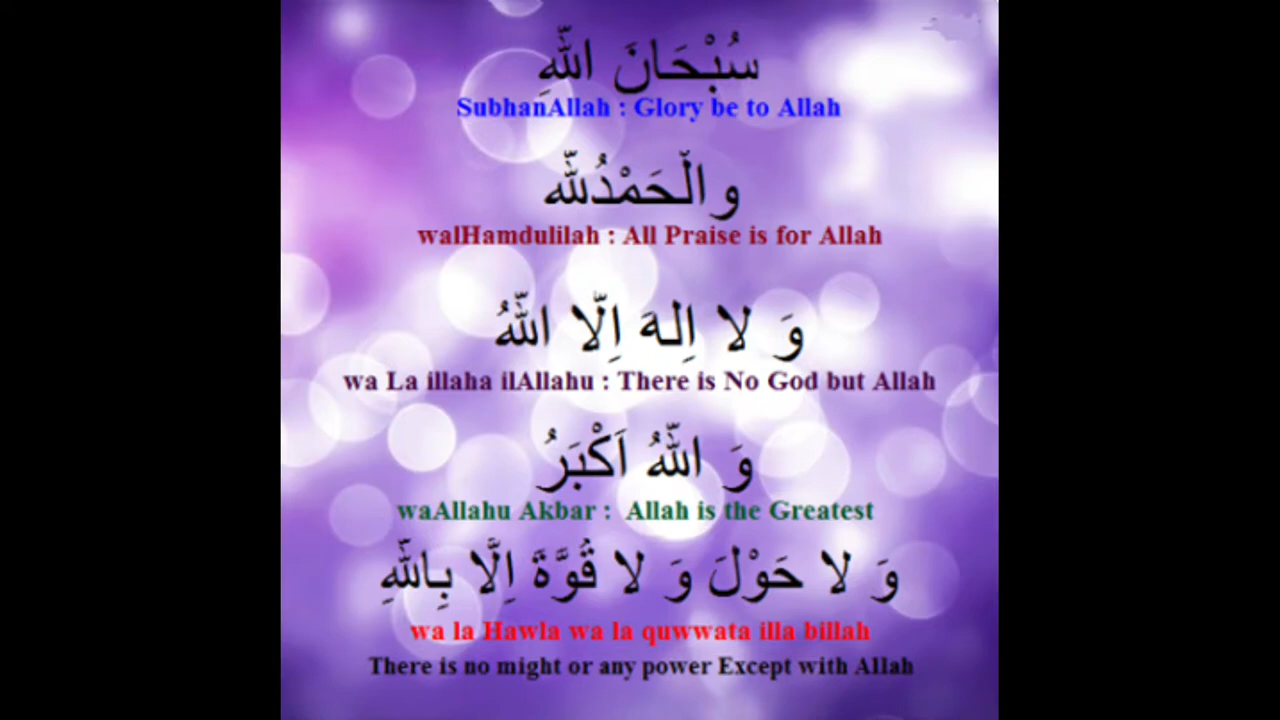 سُبْحَانَ اللّٰهِ
SubhanAllah : Glory be to Allah
والْحَمْدُلِلّٰه
walHamdulilah : All Praise is for Allah
وَ لا اِلهَ اِلَّا اللّٰهُ
wa La illaha ilAllahu : There is No God but Allah
وَ اللّٰهُ اَكْبَرُ
waAllahu Akbar :  Allah is the Greatest
وَ لا حَوْلَ وَ لا قُوَّةَ اِلَّا بِاللّٰهِ
wa la Hawla wa la quwwata illa billah
There is no might or any power Except with Allah